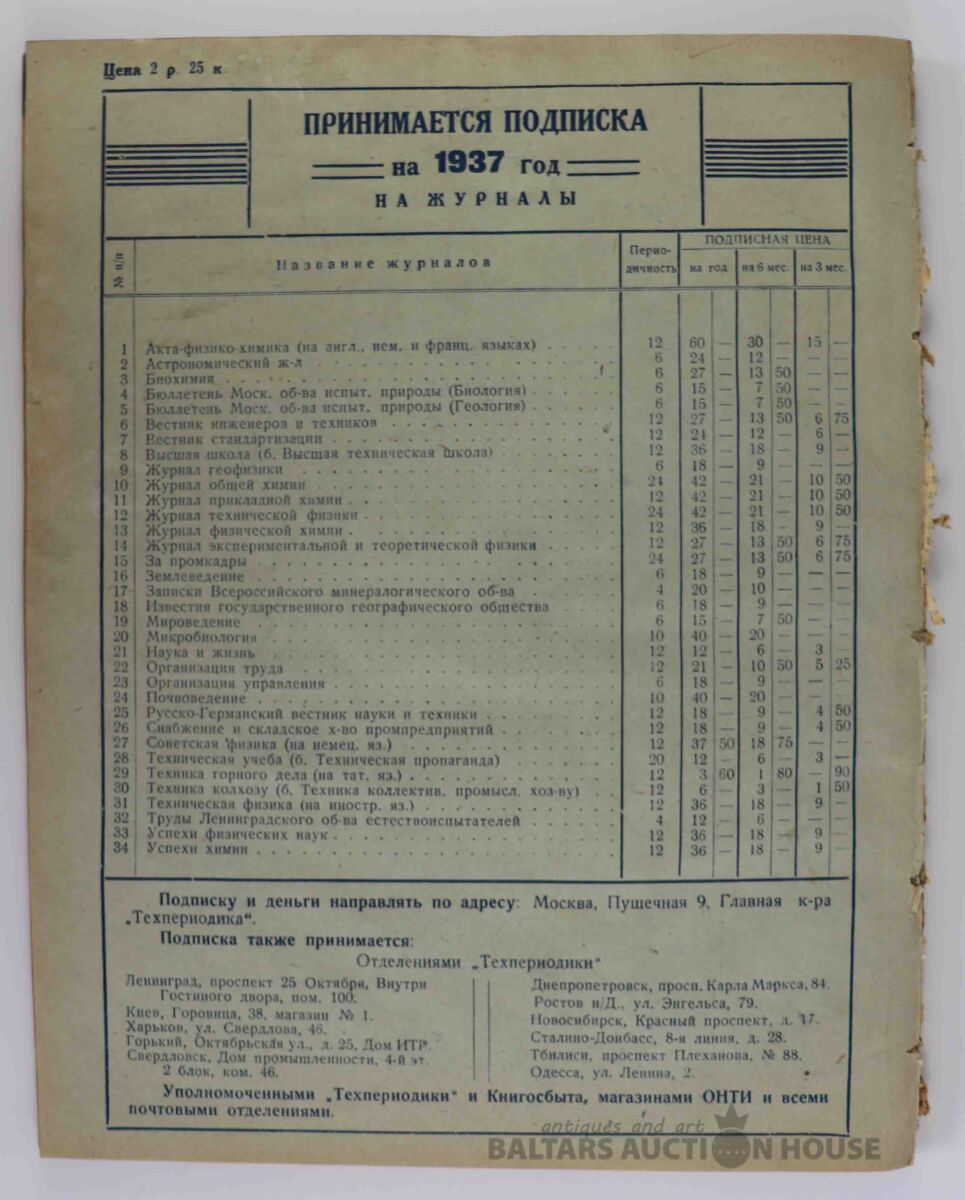 Цена 2 р. 25 к.
ПРИНИМАЕТСЯ ПОДПИСКА
на 1937 год
НА ЖУРНАЛЫ
№ п/п
Название журналов
Перио-
дичность
ПОДПИСНАЯ ЦЕНА
на год
на 6 мес.
на 3 мес.
1 Акта-физико-химика (на англ., нем. и франц. языках) 12 60 — 30 — 15 —
2 Астрономический ж-л 6 24 — 12 — — —
3 Биохимия 6 27 — 13 50 — —
4 Бюллетень Моск. об-ва испыт. природы (Биология) 6 15 — 7 50 — —
5 Бюллетень Моск. об-ва испыт. природы (Геология) 6 15 — 7 50 — —
6 Вестник инженеров и техников 12 27 — 13 50 6 75
7 Вестник стандартизации 12 24 — 12 — 6 —
8 Высшая школа (б. Высшая техническая школа) 12 36 — 18 — 9 —
9 Журнал геофизики 6 18 — 9 — — —
10 Журнал общей химии 24 42 — 21 — 10 50
11 Журнал прикладной химии 12 42 — 21 — 10 50
12 Журнал технической физики 24 42 — 21 — 10 50
13 Журнал физической химии 12 36 — 18 — 9 —
14 Журнал экспериментальной и теоретической физики 12 27 — 13 50 6 75
15 За промкадры 24 27 — 13 50 6 75
16 Землеведение 6 18 — 9 — — —
17 Записки Всероссийского минералогического об-ва 4 20 — 10 — — —
18 Известия государственного географического общества 6 18 — 9 — — —
19 Мироведение 6 15 — 7 50 — —
20 Микробиология 10 40 — 20 — — —
21 Наука и жизнь 12 12 — 6 — 3 —
22 Организация труда 12 21 — 10 50 5 25
23 Организация управления 6 18 — 9 — — —
24 Почвоведение 10 40 — 20 — — —
25 Русско-Германский вестник науки и техники 12 18 — 9 — 4 50
26 Снабжение и складское х-во промпредприятий 12 18 — 9 — 4 50
27 Советская физика (на немец. яз.) 12 37 50 18 75 — —
28 Техническая учеба (б. Техническая пропаганда) 20 12 — 6 — 3 —
29 Техника горного дела (на тат. яз.) 12 3 60 1 80 — 90
30 Техника колхозу (б. Техника коллектив. промысл. хоз-ву) 12 6 — 3 — 1 50
31 Техническая физика (на иностр. яз.) 12 36 — 18 — 9 —
32 Труды Ленинградского об-ва естествоиспытателей 4 12 — 6 — — —
33 Успехи физических наук 12 36 — 18 — 9 —
34 Успехи химии 12 36 — 18 — 9 —
Подписку и деньги направлять по адресу: Москва, Пушечная 9, Главная к-ра
„Техпериодика“.
Подписка также принимается:
Отделениями „Техпериодики“
Ленинград, проспект 25 Октября, Внутри
Гостиного двора, пом. 100.
Киев, Горовица, 38, магазин № 1.
Харьков, ул. Свердлова, 46.
Горький, Октябрьская ул., д. 25, Дом ИТР.
Свердловск, Дом промышленности, 4-й эт.
2 блок, ком. 46.
Днепропетровск, просп. Карла Маркса, 84.
Ростов н/Д., ул. Энгельса, 79.
Новосибирск, Красный проспект, д. 17.
Сталино-Донбасс, 8-я линия, д. 28.
Тбилиси, проспект Плеханова, № 88.
Одесса, ул. Ленина, 2.
Уполномоченными „Техпериодики“ и Книгосбыта, магазинами ОНТИ и всеми
почтовыми отделениями.
antiques and art
BALTARS AUCTION HOUSE